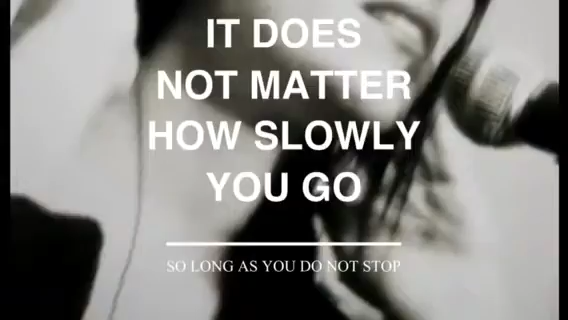 IT DOES
NOT MATTER
HOW SLOWLY
YOU GO
SO LONG AS YOU DO NOT STOP